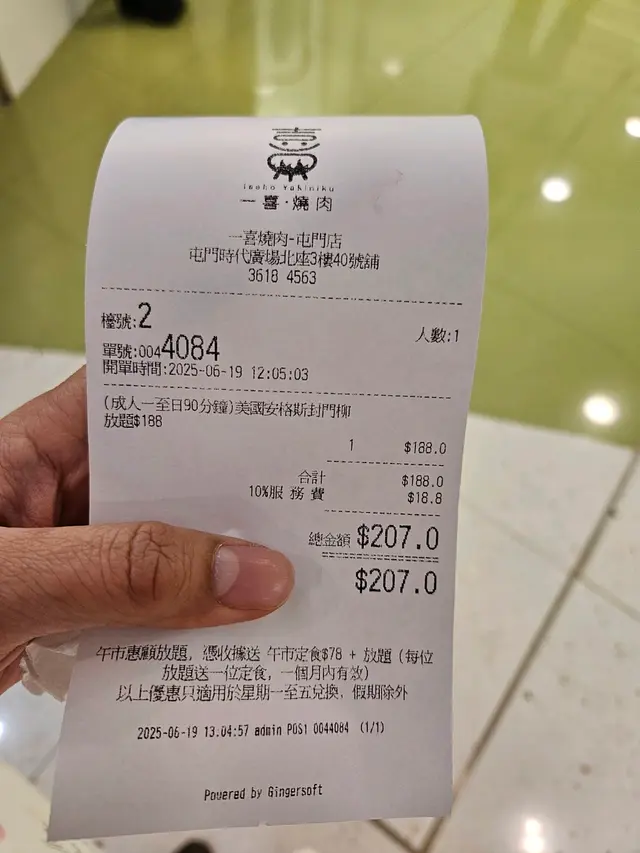 Issho Yakiniku
一喜·燒肉
一喜燒肉-屯門店
屯門時代廣場北座3樓40號舖
3618 4563
檯號:2
人數:1
單號:0044084
開單時間:2025-06-19 12:05:03
(成人一至日90分鐘)美國安格斯封門柳
放題$188
1 $188.0
合計 $188.0
10%服 務 費 $18.8
總金額 $207.0
$207.0
午市惠顧放題, 憑收據送 午市定食$78 + 放題 (每位
放題送一位定食, 一個月內有效)
以上優惠只適用於星期一至五兌換, 假期除外
2025-06-19 13:04:57 admin POS1 0044084 (1/1)
Powered by Gingersoft